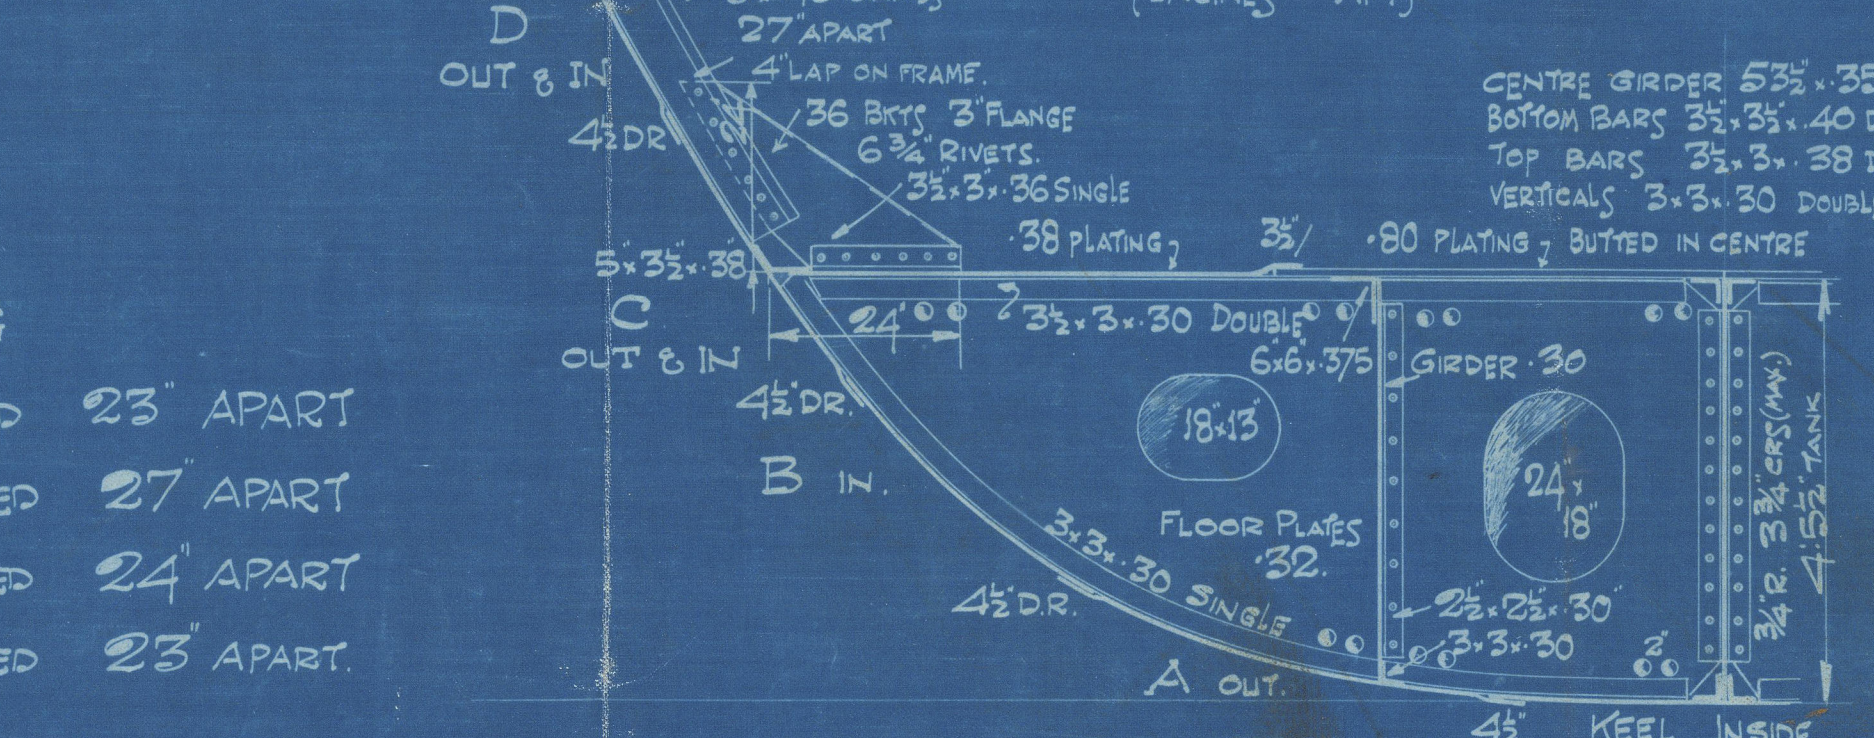 D
OUT & IN
27" APART
4" LAP ON FRAME.
4½ DR
·36 BKTS 3" FLANGE
6 ¾" RIVETS.
3½"×3"×·36 SINGLE
5"×3½"×·38"
·38 PLATING
3½"
·80 PLATING, BUTTED IN CENTRE
CENTRE GIRDER 53½"×·35
BOTTOM BARS 3½"×3½"×·40 D
TOP BARS 3½×3×·38 D
VERTICALS 3×3×·30 DOUBL
C
OUT & IN
24"
3½×3×·30 DOUBLE
6×6"×·375
GIRDER ·30
4½" DR.
18"×13"
24"×
18"
B IN.
FLOOR PLATES
·32.
3×3×·30 SINGLE
4½" D.R.
2½"×2½"×·30"
3×3×·30
2"
¾" R. 3¾" CRS (MAX.)
4'·5½" TANK
A OUT.
4½"
KEEL INSIDE
23" APART
ED 27" APART
ED 24" APART
ED 23" APART.